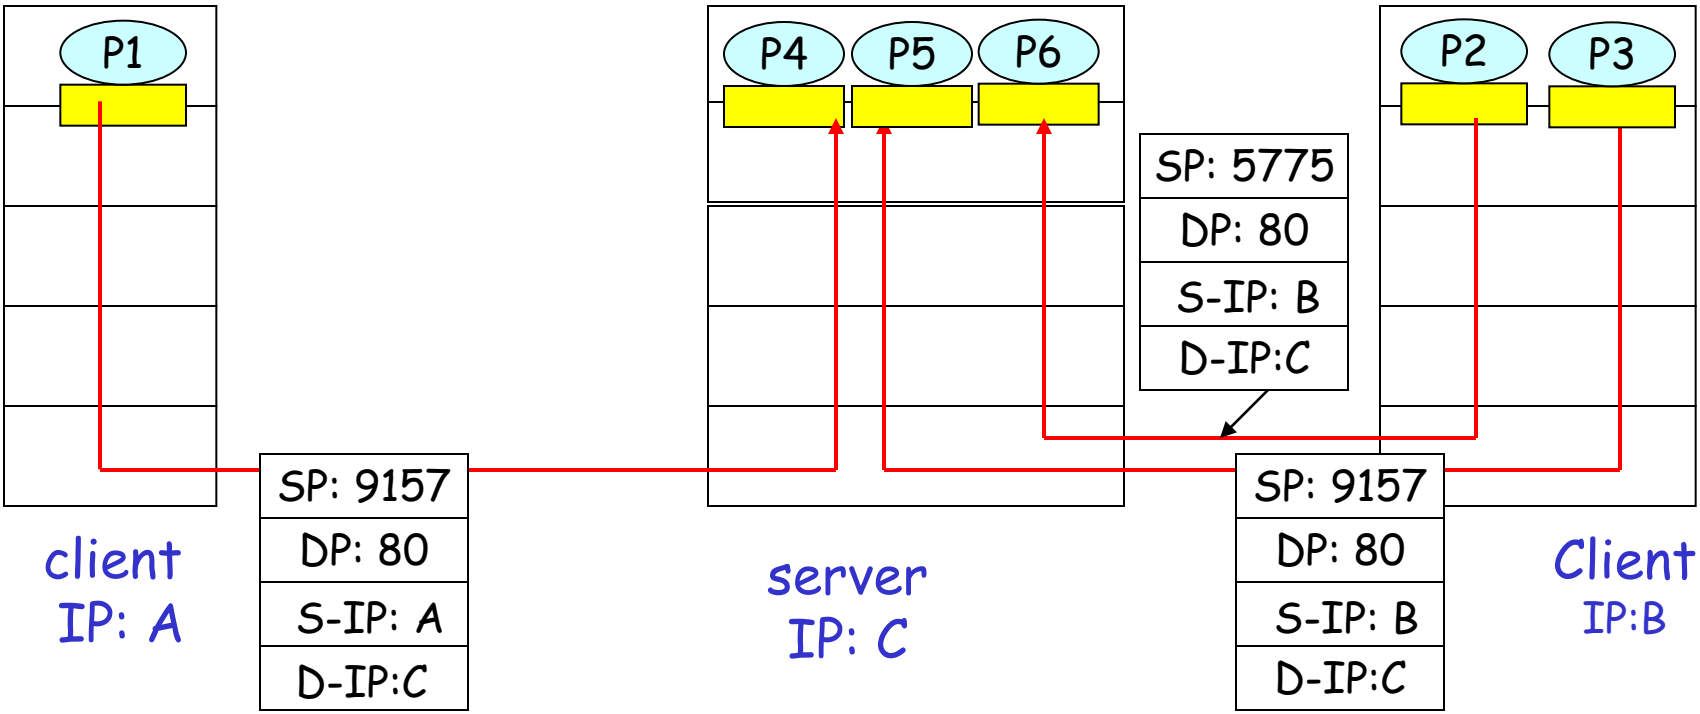 P1
P4
P5
P6
P2
P3
SP: 5775
DP: 80
S-IP: B
D-IP:C
SP: 9157
DP: 80
S-IP: A
D-IP:C
SP: 9157
DP: 80
S-IP: B
D-IP:C
client
IP: A
server
IP: C
Client
IP:B